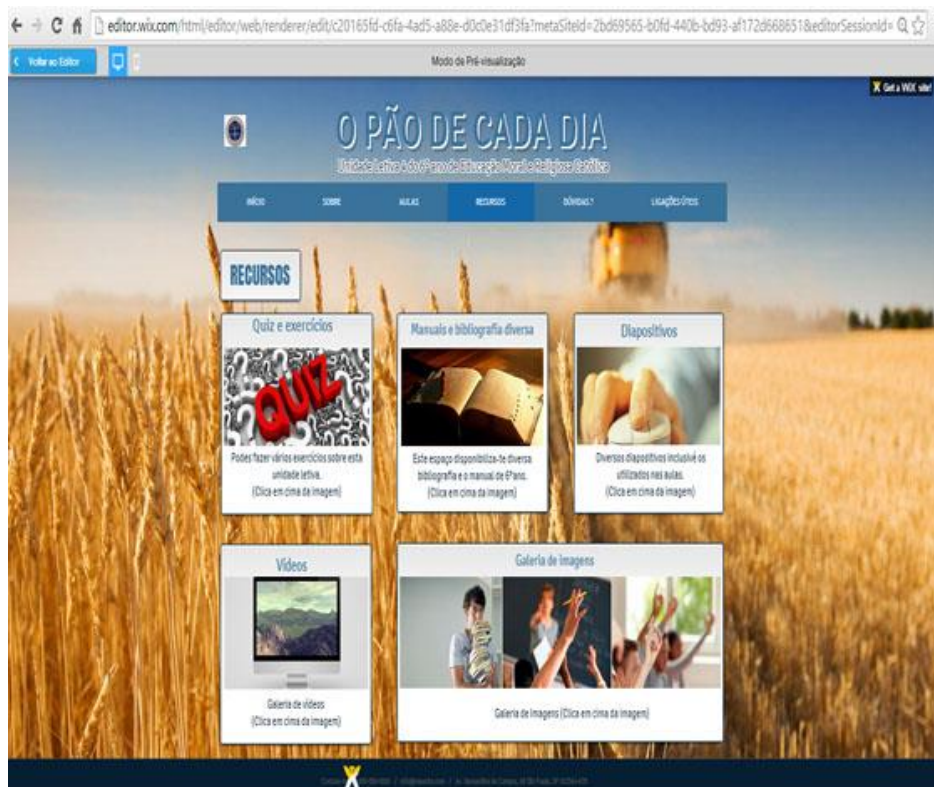 editor.wix.com/html/editor/web/renderer/edit/c20165fd-c6fa-4ad5-a88e-d0c0e31df3fa?metaSiteId=2bd69565-b0fd-440b-bd93-af172d668651&editorSessionId=
Voltar ao Editor
Modo de Pré-visualização
Get a WIX site!
O PÃO DE CADA DIA
Unidade Letiva 4 do 6º ano de Educação Moral e Religiosa Católica
INÍCIO SOBRE AULAS RECURSOS DÚVIDAS ? LIGAÇÕES ÚTEIS
RECURSOS
Quiz e exercícios
QUIZ
Podes fazer vários exercícios sobre esta
unidade letiva.
(Clica em cima da imagem)
Manuais e bibliografia diversa
Este espaço disponibiliza-te diversa
bibliografia e o manual de 6ºano.
(Clica em cima da imagem)
Diapositivos
Diversos diapositivos inclusivé os
utilizados nas aulas.
(Clica em cima da imagem)
Vídeos
Galeria de vídeos
(Clica em cima da imagem)
Galeria de imagens
Galeria de imagens (Clica em cima da imagem)